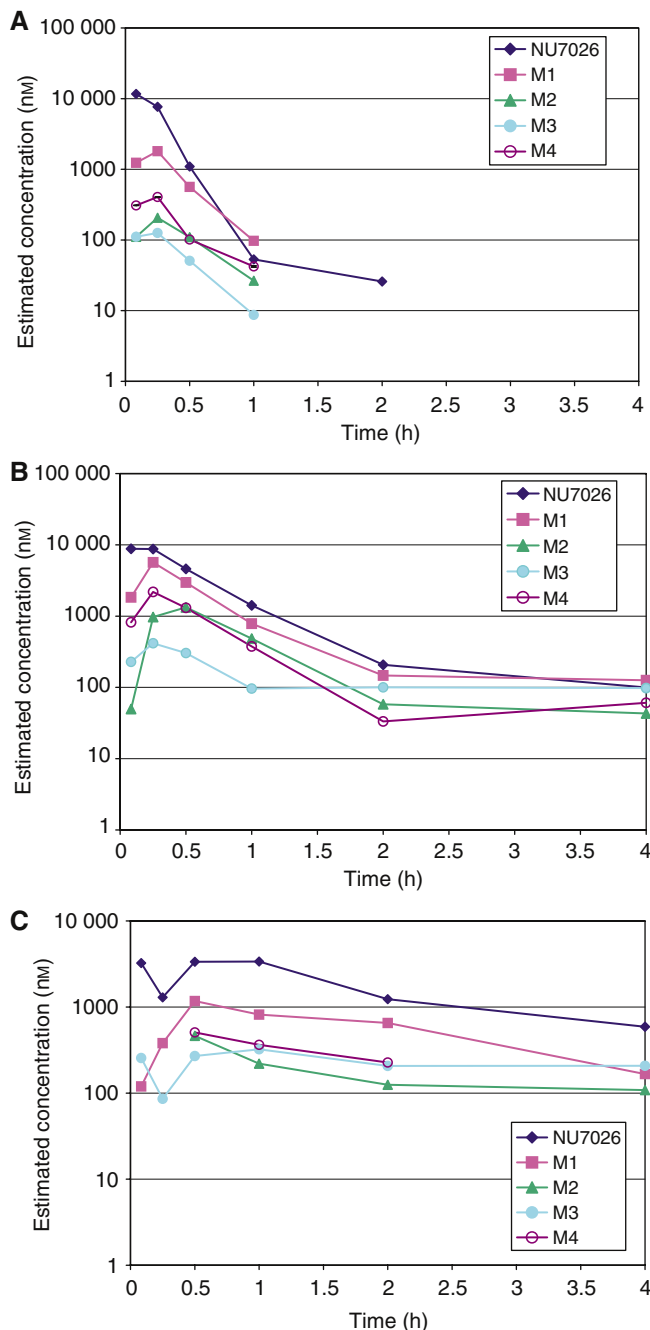 A
100 000
10 000
1000
100
10
1
Estimated concentration (nM)
0 0.5 1 1.5 2 2.5 3 3.5 4
Time (h)
NU7026
M1
M2
M3
M4
B
100 000
10 000
1000
100
10
1
Estimated concentration (nM)
0 0.5 1 1.5 2 2.5 3 3.5 4
Time (h)
NU7026
M1
M2
M3
M4
C
10 000
1000
100
10
1
Estimated concentration (nM)
0 0.5 1 1.5 2 2.5 3 3.5 4
Time (h)
NU7026
M1
M2
M3
M4